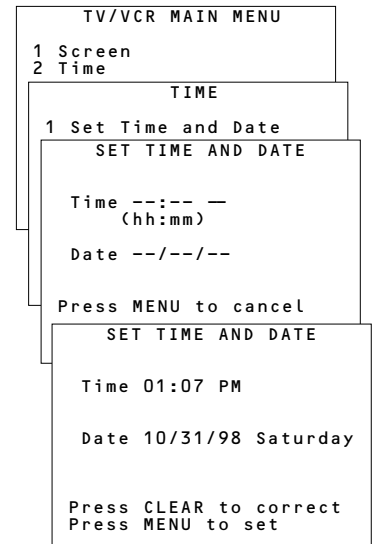 TV/VCR MAIN MENU
1 Screen
2 Time
TIME
1 Set Time and Date
SET TIME AND DATE
Time --:-- --
(hh:mm)
Date --/--/--
Press MENU to cancel
SET TIME AND DATE
Time 01:07 PM
Date 10/31/98 Saturday
Press CLEAR to correct
Press MENU to set